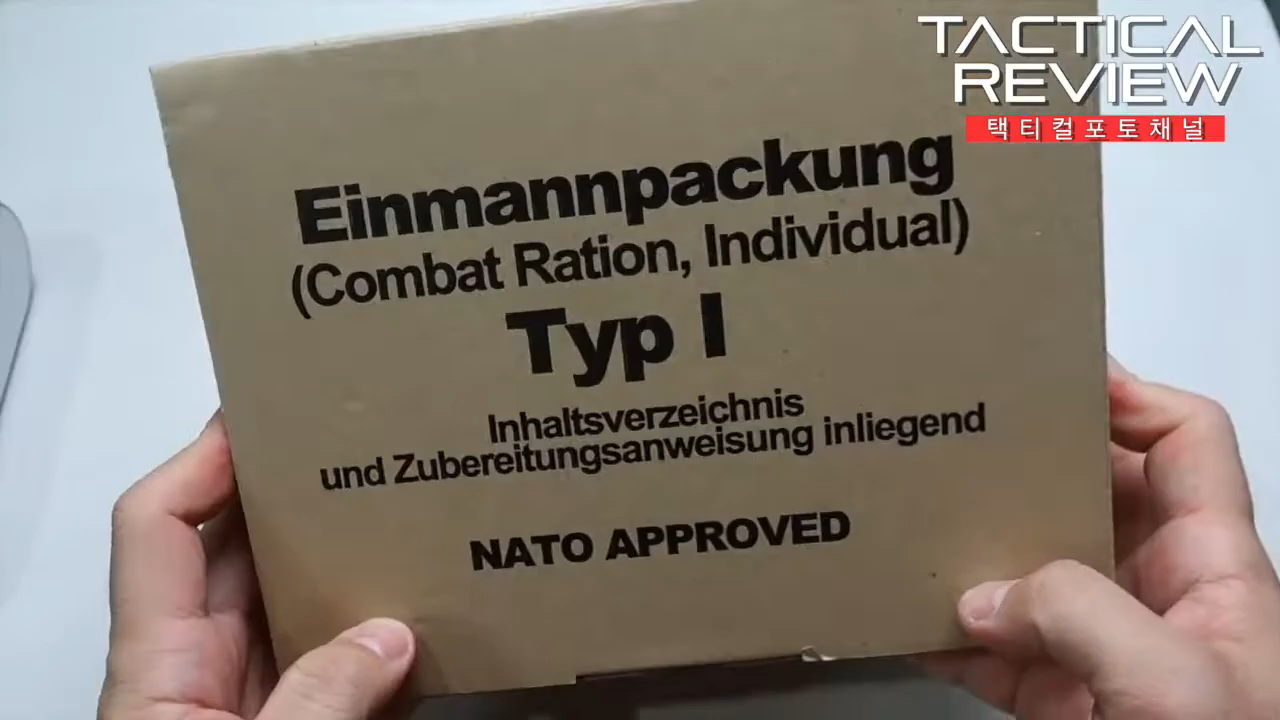 TACTICAL
REVIEW
택티컬포토채널
Einmannpackung
(Combat Ration, Individual)
Typ I
Inhaltsverzeichnis
und Zubereitungsanweisung inliegend
NATO APPROVED